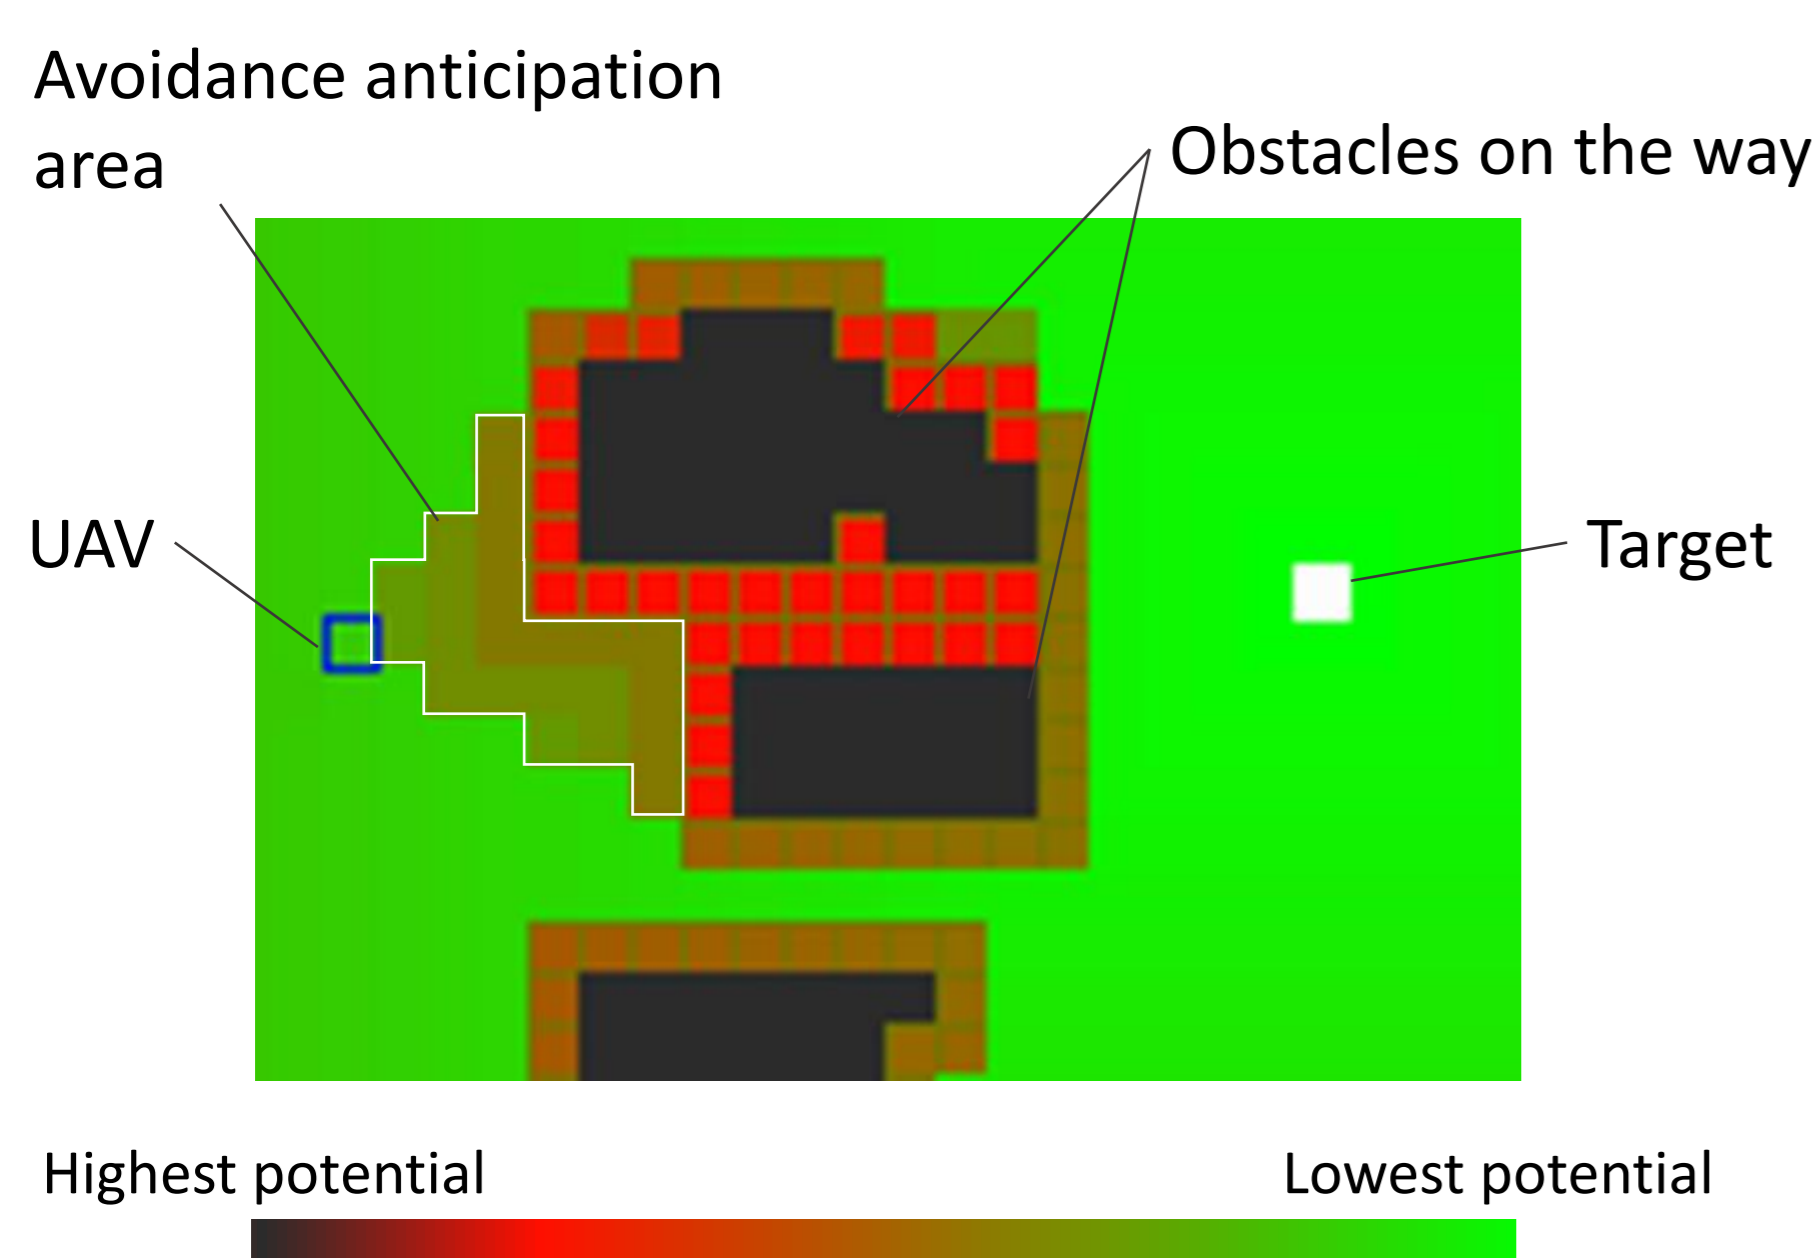 Avoidance anticipation
area
Obstacles on the way
UAV
Target
Highest potential
Lowest potential